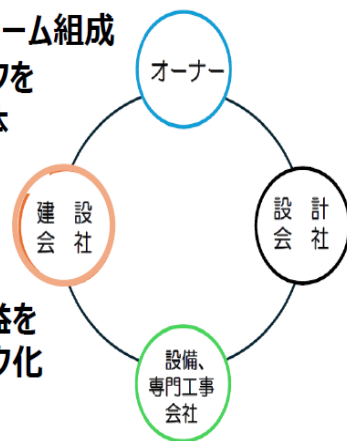 ーム組成
クを
オーナー
建設
会社
設計
会社
益を
ク化
設備、
専門工事
会社